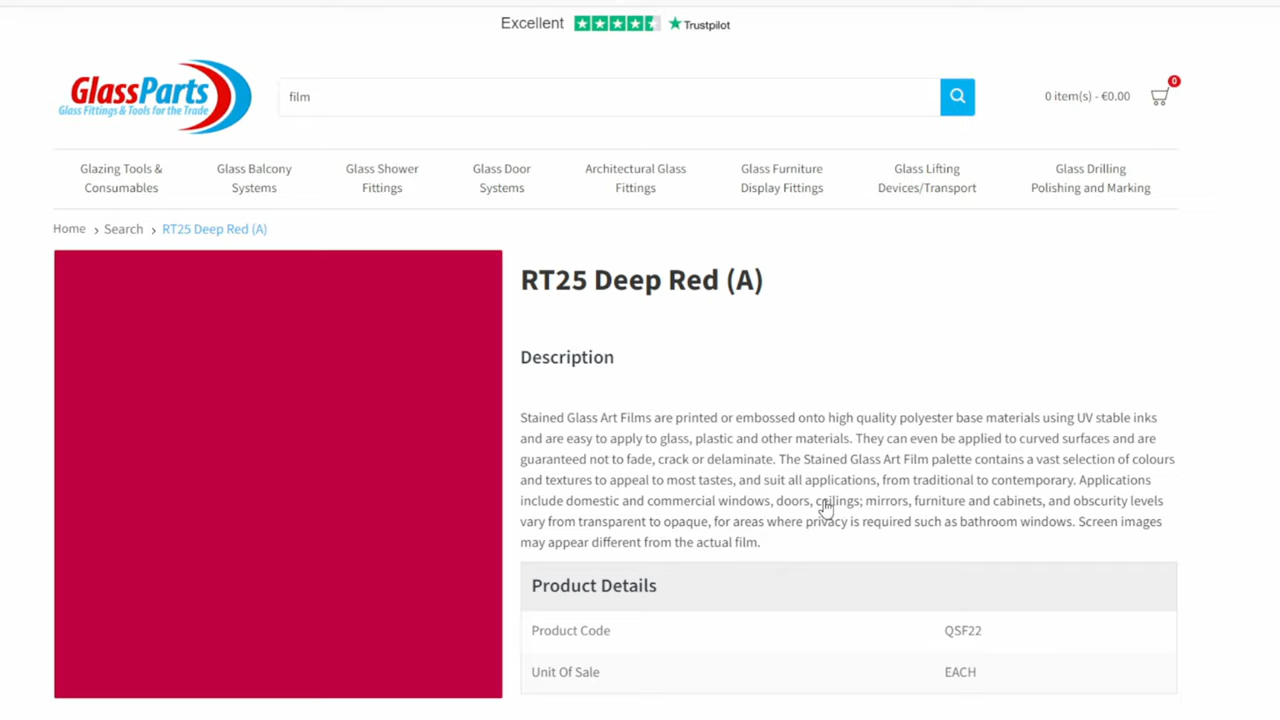 Excellent Trustpilot
GlassParts
Glass Fittings & Tools for the Trade
film
0 item(s) - €0.00
0
Glazing Tools &
Consumables
Glass Balcony
Systems
Glass Shower
Fittings
Glass Door
Systems
Architectural Glass
Fittings
Glass Furniture
Display Fittings
Glass Lifting
Devices/Transport
Glass Drilling
Polishing and Marking
Home › Search › RT25 Deep Red (A)
RT25 Deep Red (A)
Description
Stained Glass Art Films are printed or embossed onto high quality polyester base materials using UV stable inks
and are easy to apply to glass, plastic and other materials. They can even be applied to curved surfaces and are
guaranteed not to fade, crack or delaminate. The Stained Glass Art Film palette contains a vast selection of colours
and textures to appeal to most tastes, and suit all applications, from traditional to contemporary. Applications
include domestic and commercial windows, doors, ceilings; mirrors, furniture and cabinets, and obscurity levels
vary from transparent to opaque, for areas where privacy is required such as bathroom windows. Screen images
may appear different from the actual film.
Product Details
Product Code QSF22
Unit Of Sale EACH